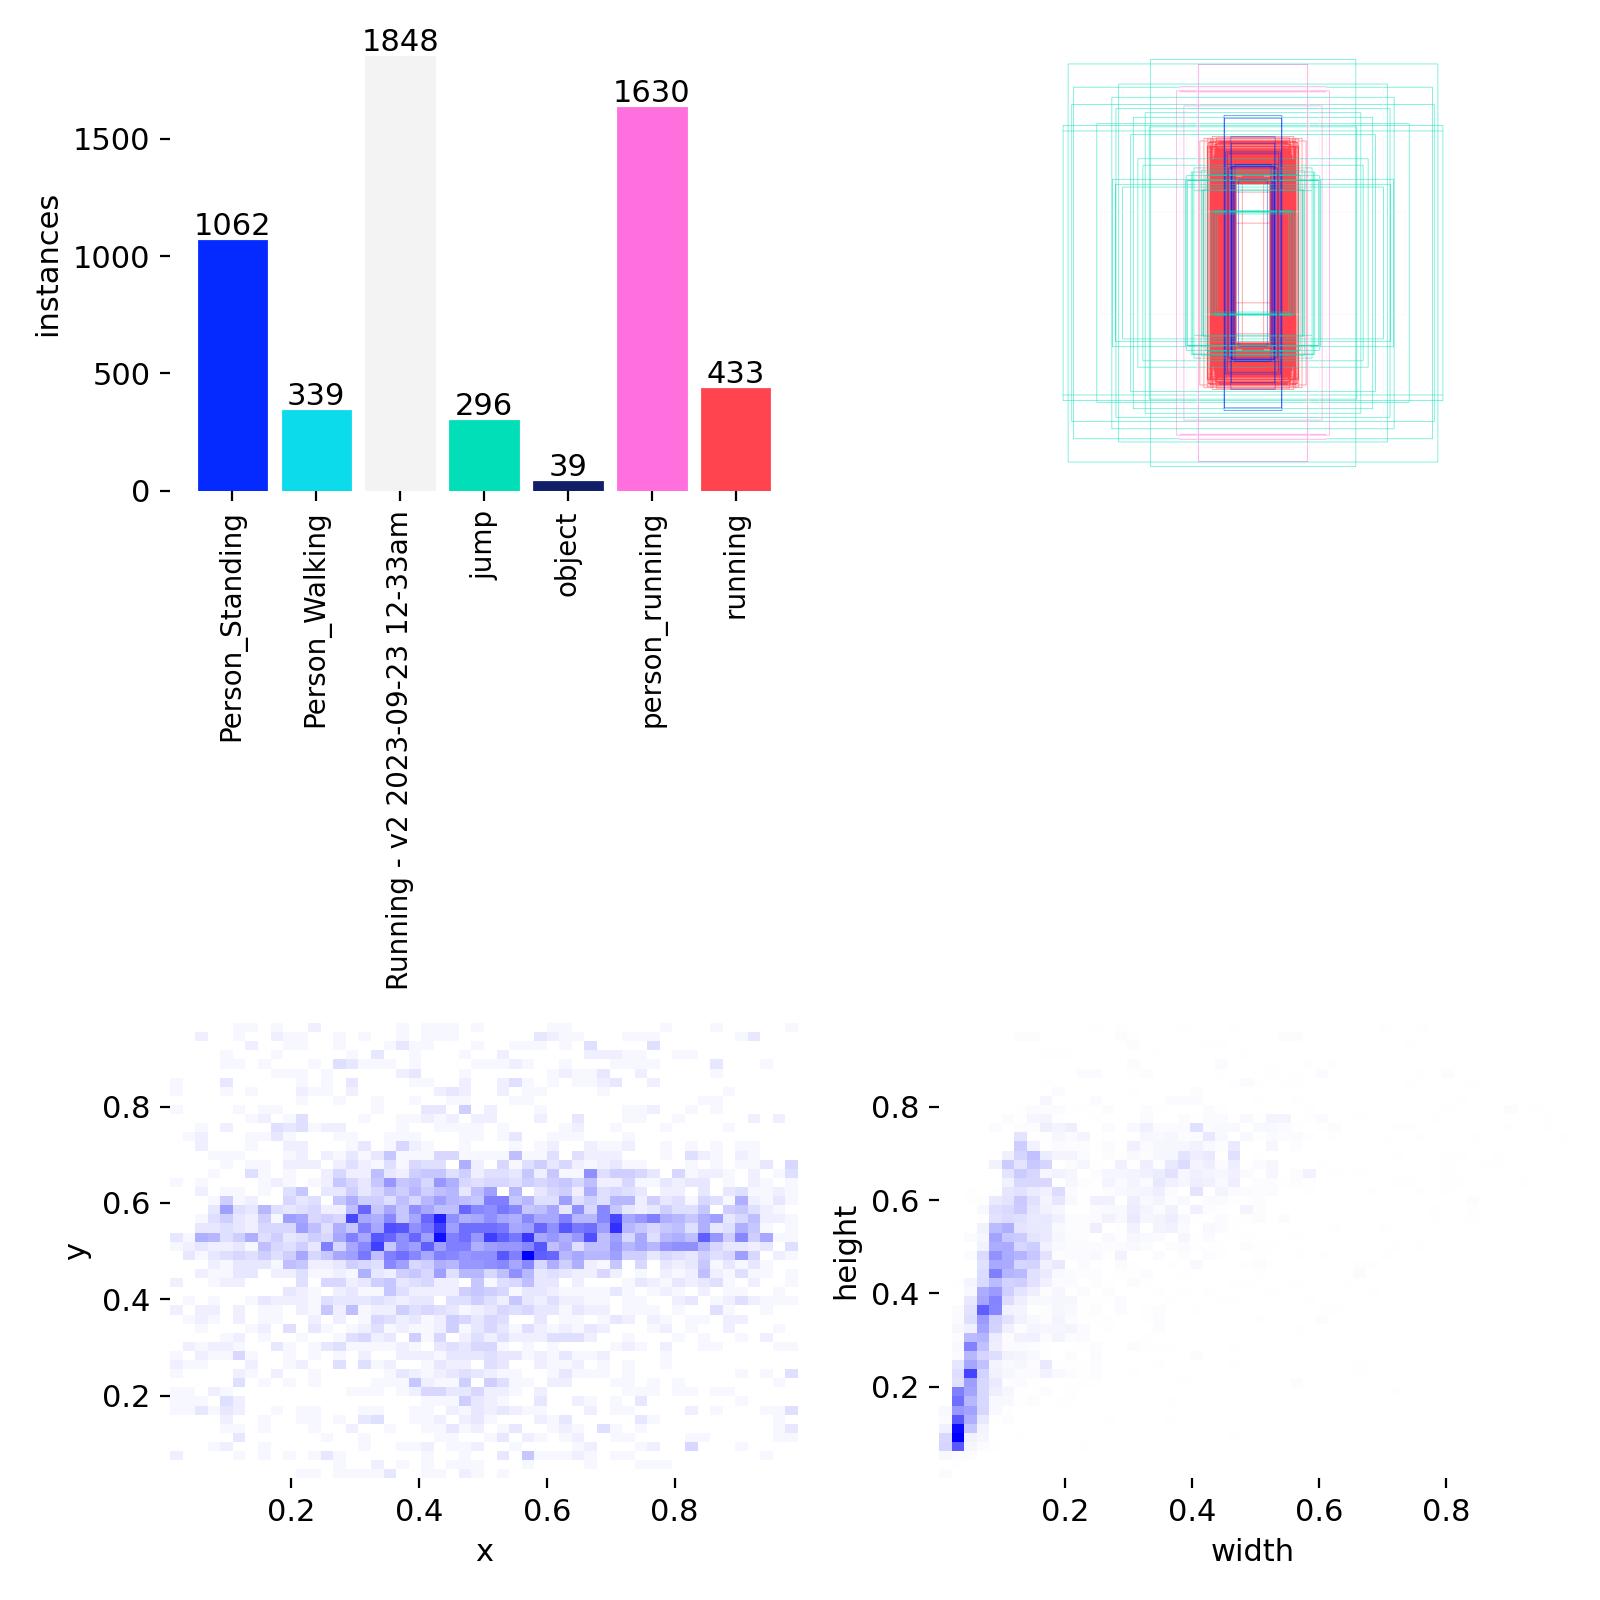 1848
1630
1500
1062
1000
instances
500
433
339
296
39
0
Person_Standing
Person_Walking
Running - v2 2023-09-23 12-33am
jump
object
person_running
running
0.8
0.6
y
0.4
0.2
0.2 0.4 0.6 0.8
x
0.8
0.6
height
0.4
0.2
0.2 0.4 0.6 0.8
width